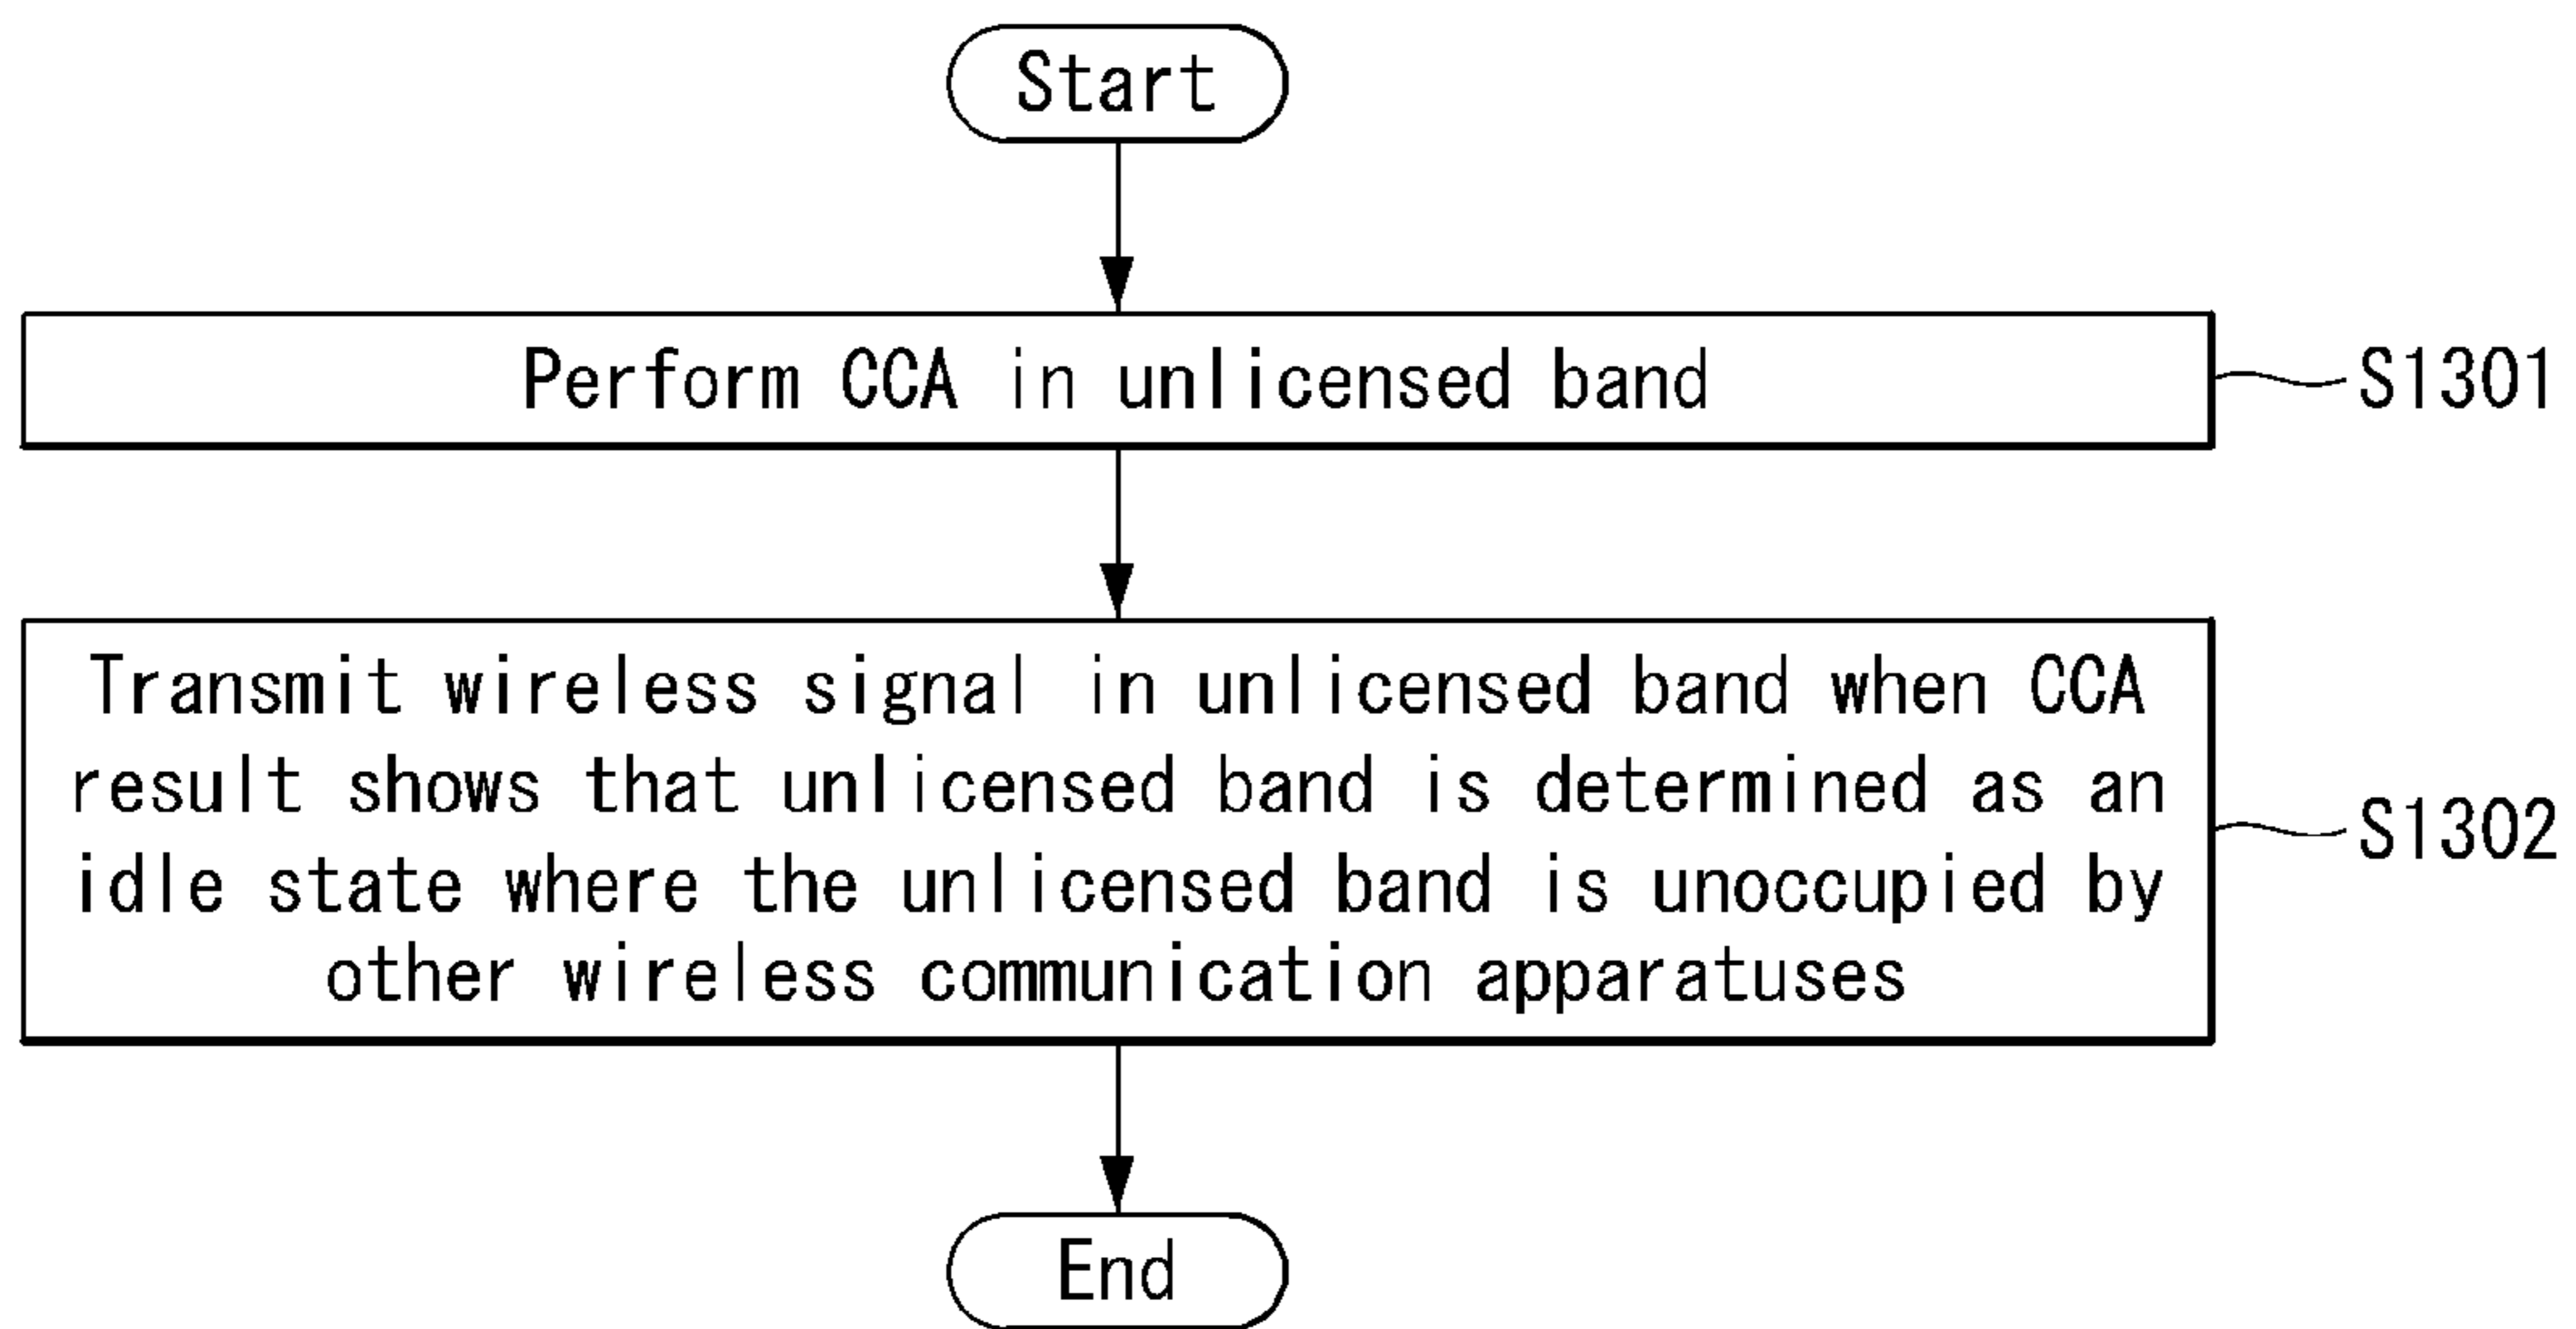 Start
Perform CCA in unlicensed band
S1301
Transmit wireless signal in unlicensed band when CCA
result shows that unlicensed band is determined as an
idle state where the unlicensed band is unoccupied by
other wireless communication apparatuses
S1302
End